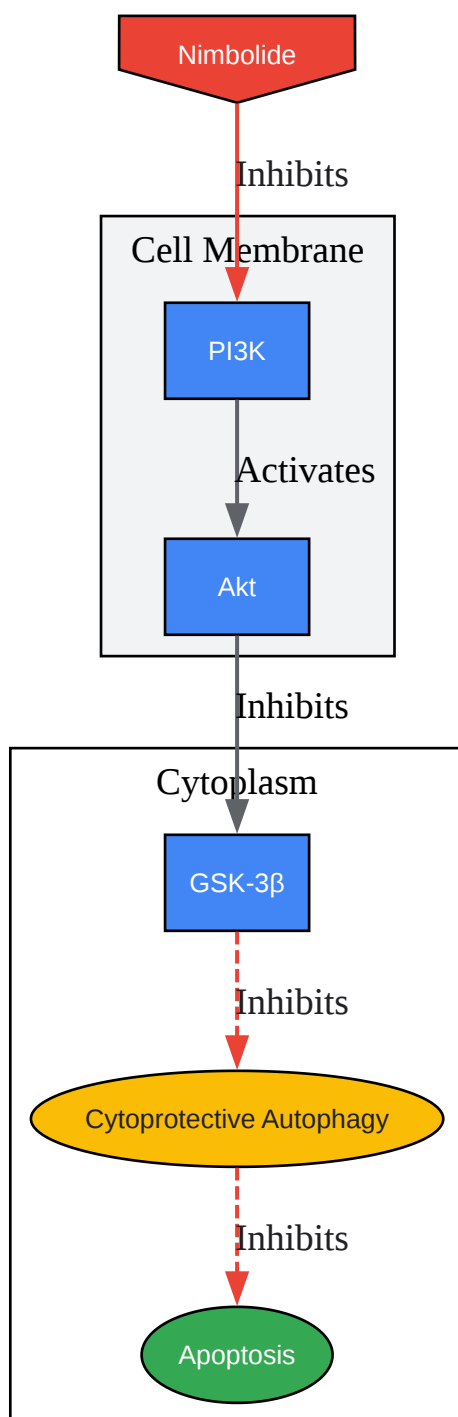 Nimbolide
Inhibits
Cell Membrane
PI3K
Activates
Akt
Inhibits
Cytoplasm
GSK-3β
Inhibits
Cytoprotective Autophagy
Inhibits
Apoptosis